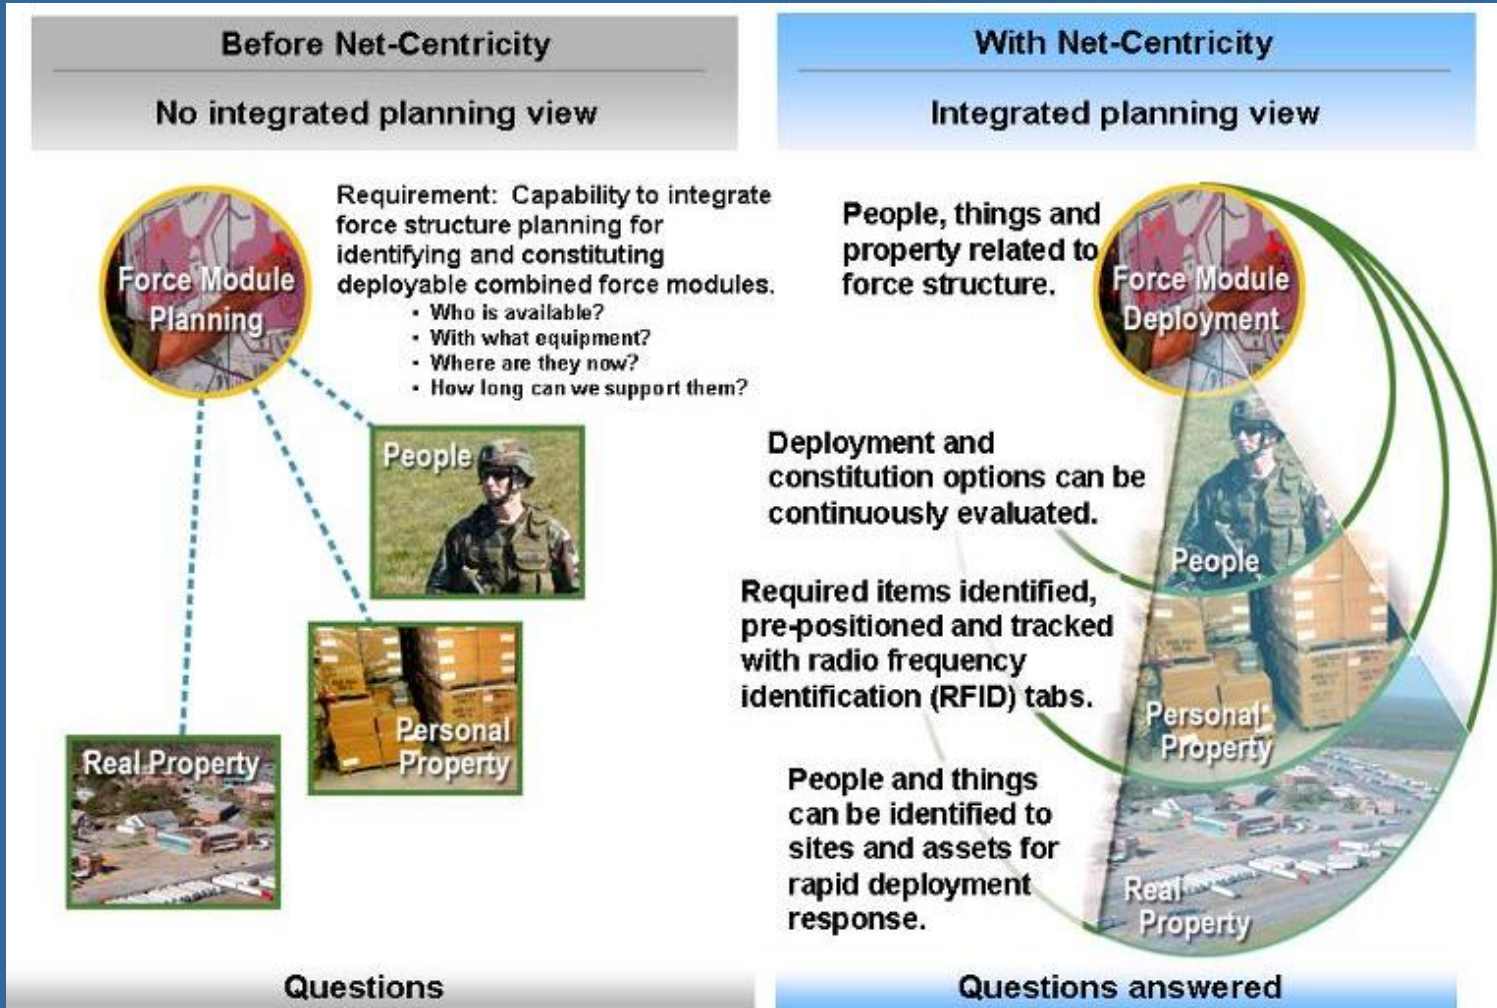 Before Net-Centricity
No integrated planning view
Force Module
Planning
Requirement:  Capability to integrate
force structure planning for
identifying and constituting
deployable combined force modules.
▪ Who is available?
▪ With what equipment?
▪ Where are they now?
▪ How long can we support them?
People
Personal
Property
Real Property
Questions
With Net-Centricity
Integrated planning view
People, things and
property related to
force structure.
Force Module
Deployment
Deployment and
constitution options can be
continuously evaluated.
People
Required items identified,
pre-positioned and tracked
with radio frequency
identification (RFID) tabs.
Personal
Property
People and things
can be identified to
sites and assets for
rapid deployment
response.
Real
Property
Questions answered